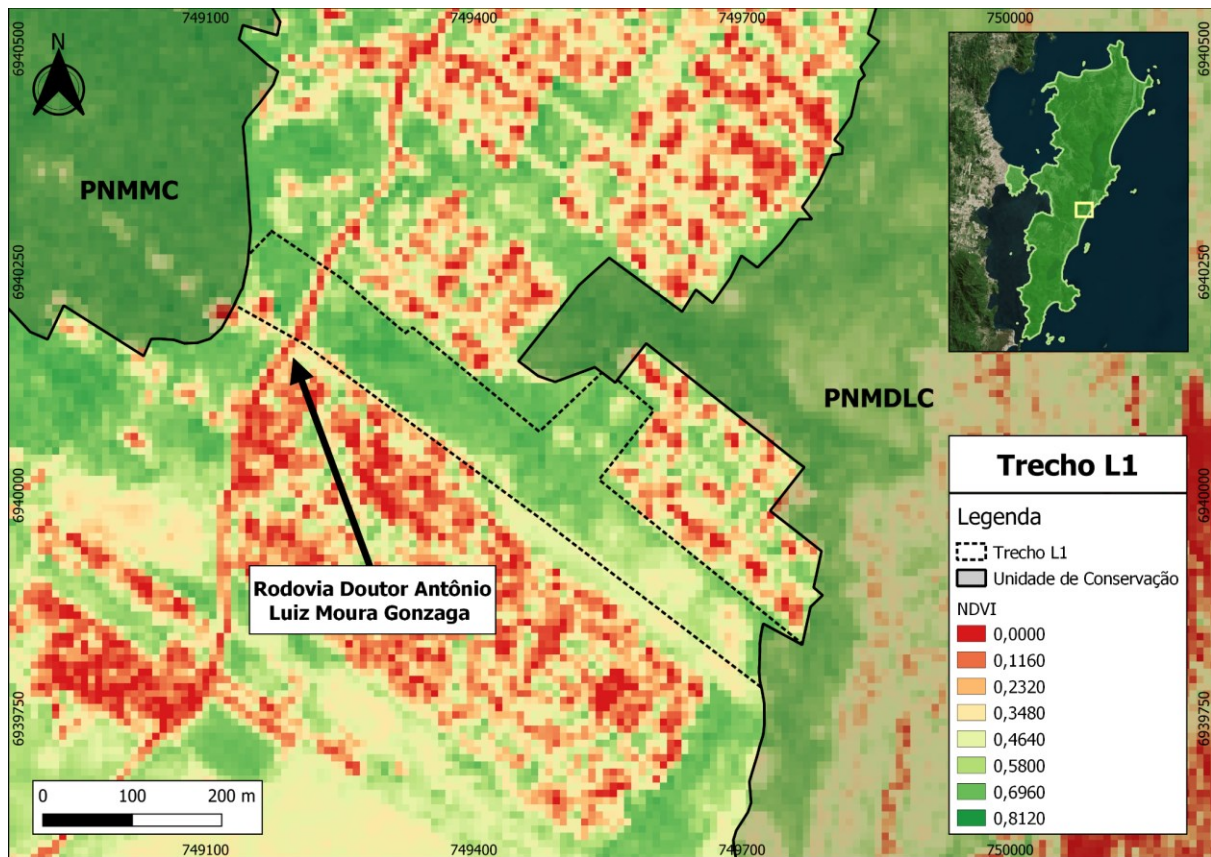 749100
749400
749700
750000
6940500
6940500
N
PNMMC
6940250
6940250
PNMDLC
Trecho L1
Legenda
Trecho L1
Unidade de Conservação
NDVI
0,0000
0,1160
0,2320
0,3480
0,4640
0,5800
0,6960
0,8120
6940000
6940000
Rodovia Doutor Antônio
Luiz Moura Gonzaga
6939750
6939750
0
100
200 m
749100
749400
749700
750000